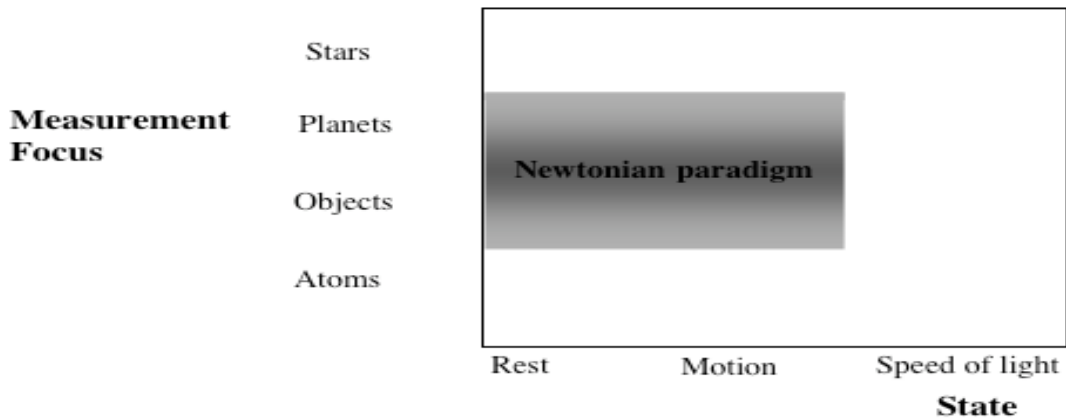 Stars
Measurement
Focus
Planets
Newtonian paradigm
Objects
Atoms
Rest
Motion
Speed of light
State